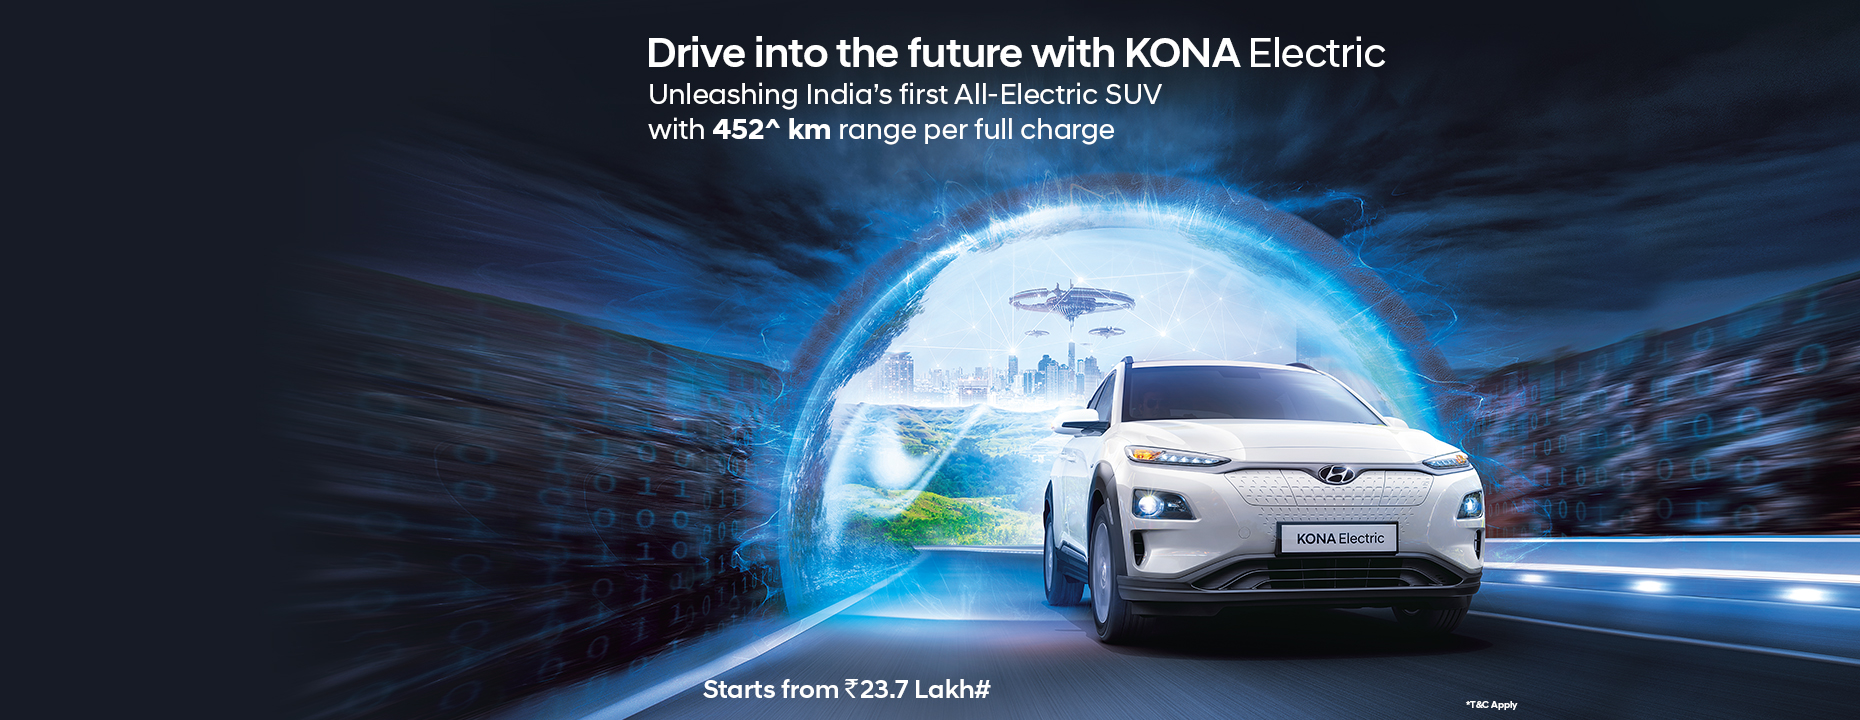 Drive into the future with KONA Electric
Unleashing India's first All-Electric SUV
with 452^ km range per full charge
KONA Electric
Starts from ₹23.7 Lakh#
*T&C Apply